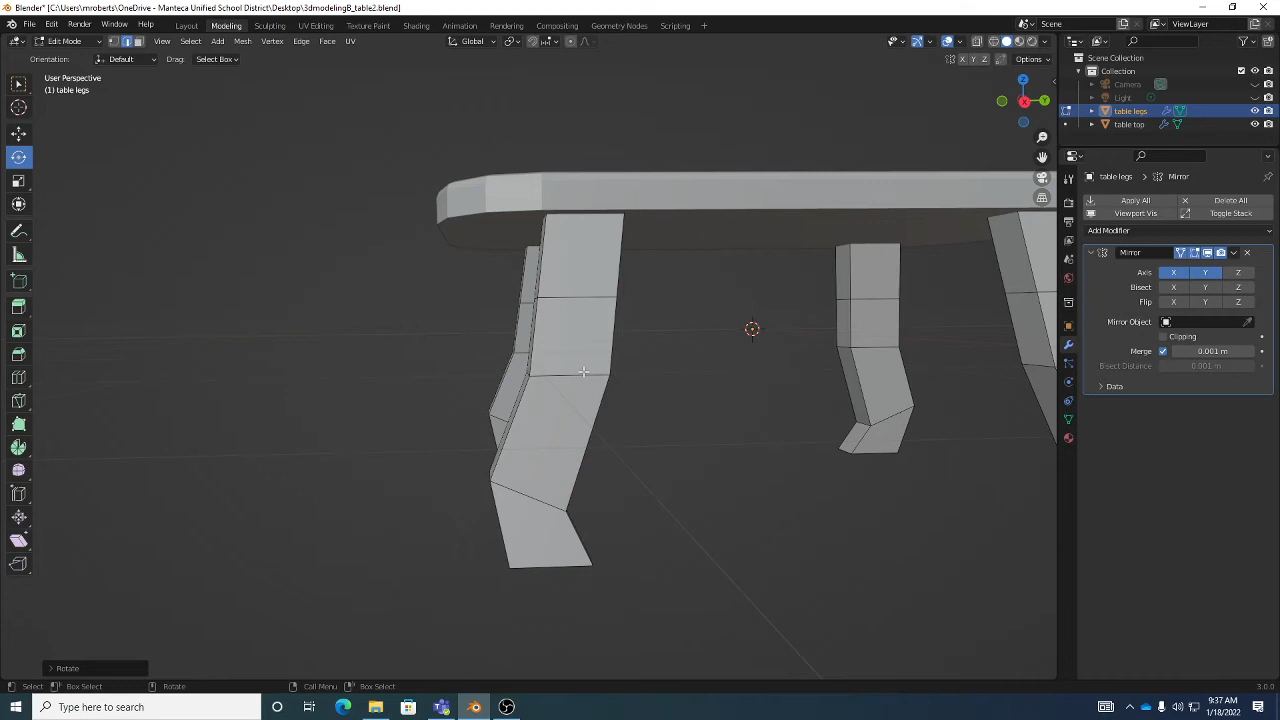 Blender* [C:\Users\mroberts\OneDrive - Manteca Unified School District\Desktop\3dmodelingB_table2.blend]
File Edit Render Window Help Layout Modeling Sculpting UV Editing Texture Paint Shading Animation Rendering Compositing Geometry Nodes Scripting + Scene ViewLayer
Edit Mode View Select Add Mesh Vertex Edge Face UV Global
Orientation: Default Drag: Select Box X Y Z Options
User Perspective
(1) table legs
Z
Y
X
Scene Collection
Collection
Camera
Light
table legs
table top
table legs > Mirror
Apply All Delete All
Viewport Vis Toggle Stack
Add Modifier
Mirror
Axis X Y Z
Bisect X Y Z
Flip X Y Z
Mirror Object
Clipping
Merge 0.001 m
Bisect Distance 0.001 m
Data
Rotate
Select Box Select Rotate Call Menu Box Select 3.0.0
Type here to search
9:37 AM
1/18/2022